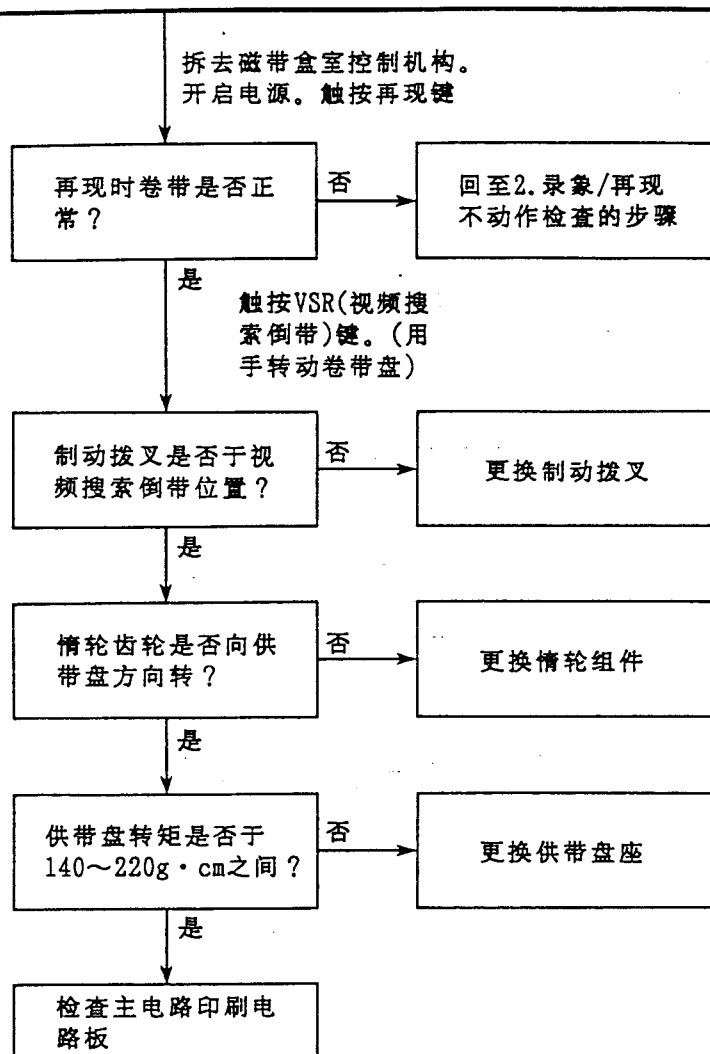 拆去磁带盒室控制机构。
开启电源。触按再现键
再现时卷带是否正
常?
否
回至2.录象/再现
不动作检查的步骤
是
触按VSR(视频搜
索倒带)键。(用
手转动卷带盘)
制动拨叉是否于视
频搜索倒带位置?
否
更换制动拨叉
是
惰轮齿轮是否向供
带盘方向转?
否
更换惰轮组件
是
供带盘转矩是否于
140～220g·cm之间?
否
更换供带盘座
是
检查主电路印刷电
路板